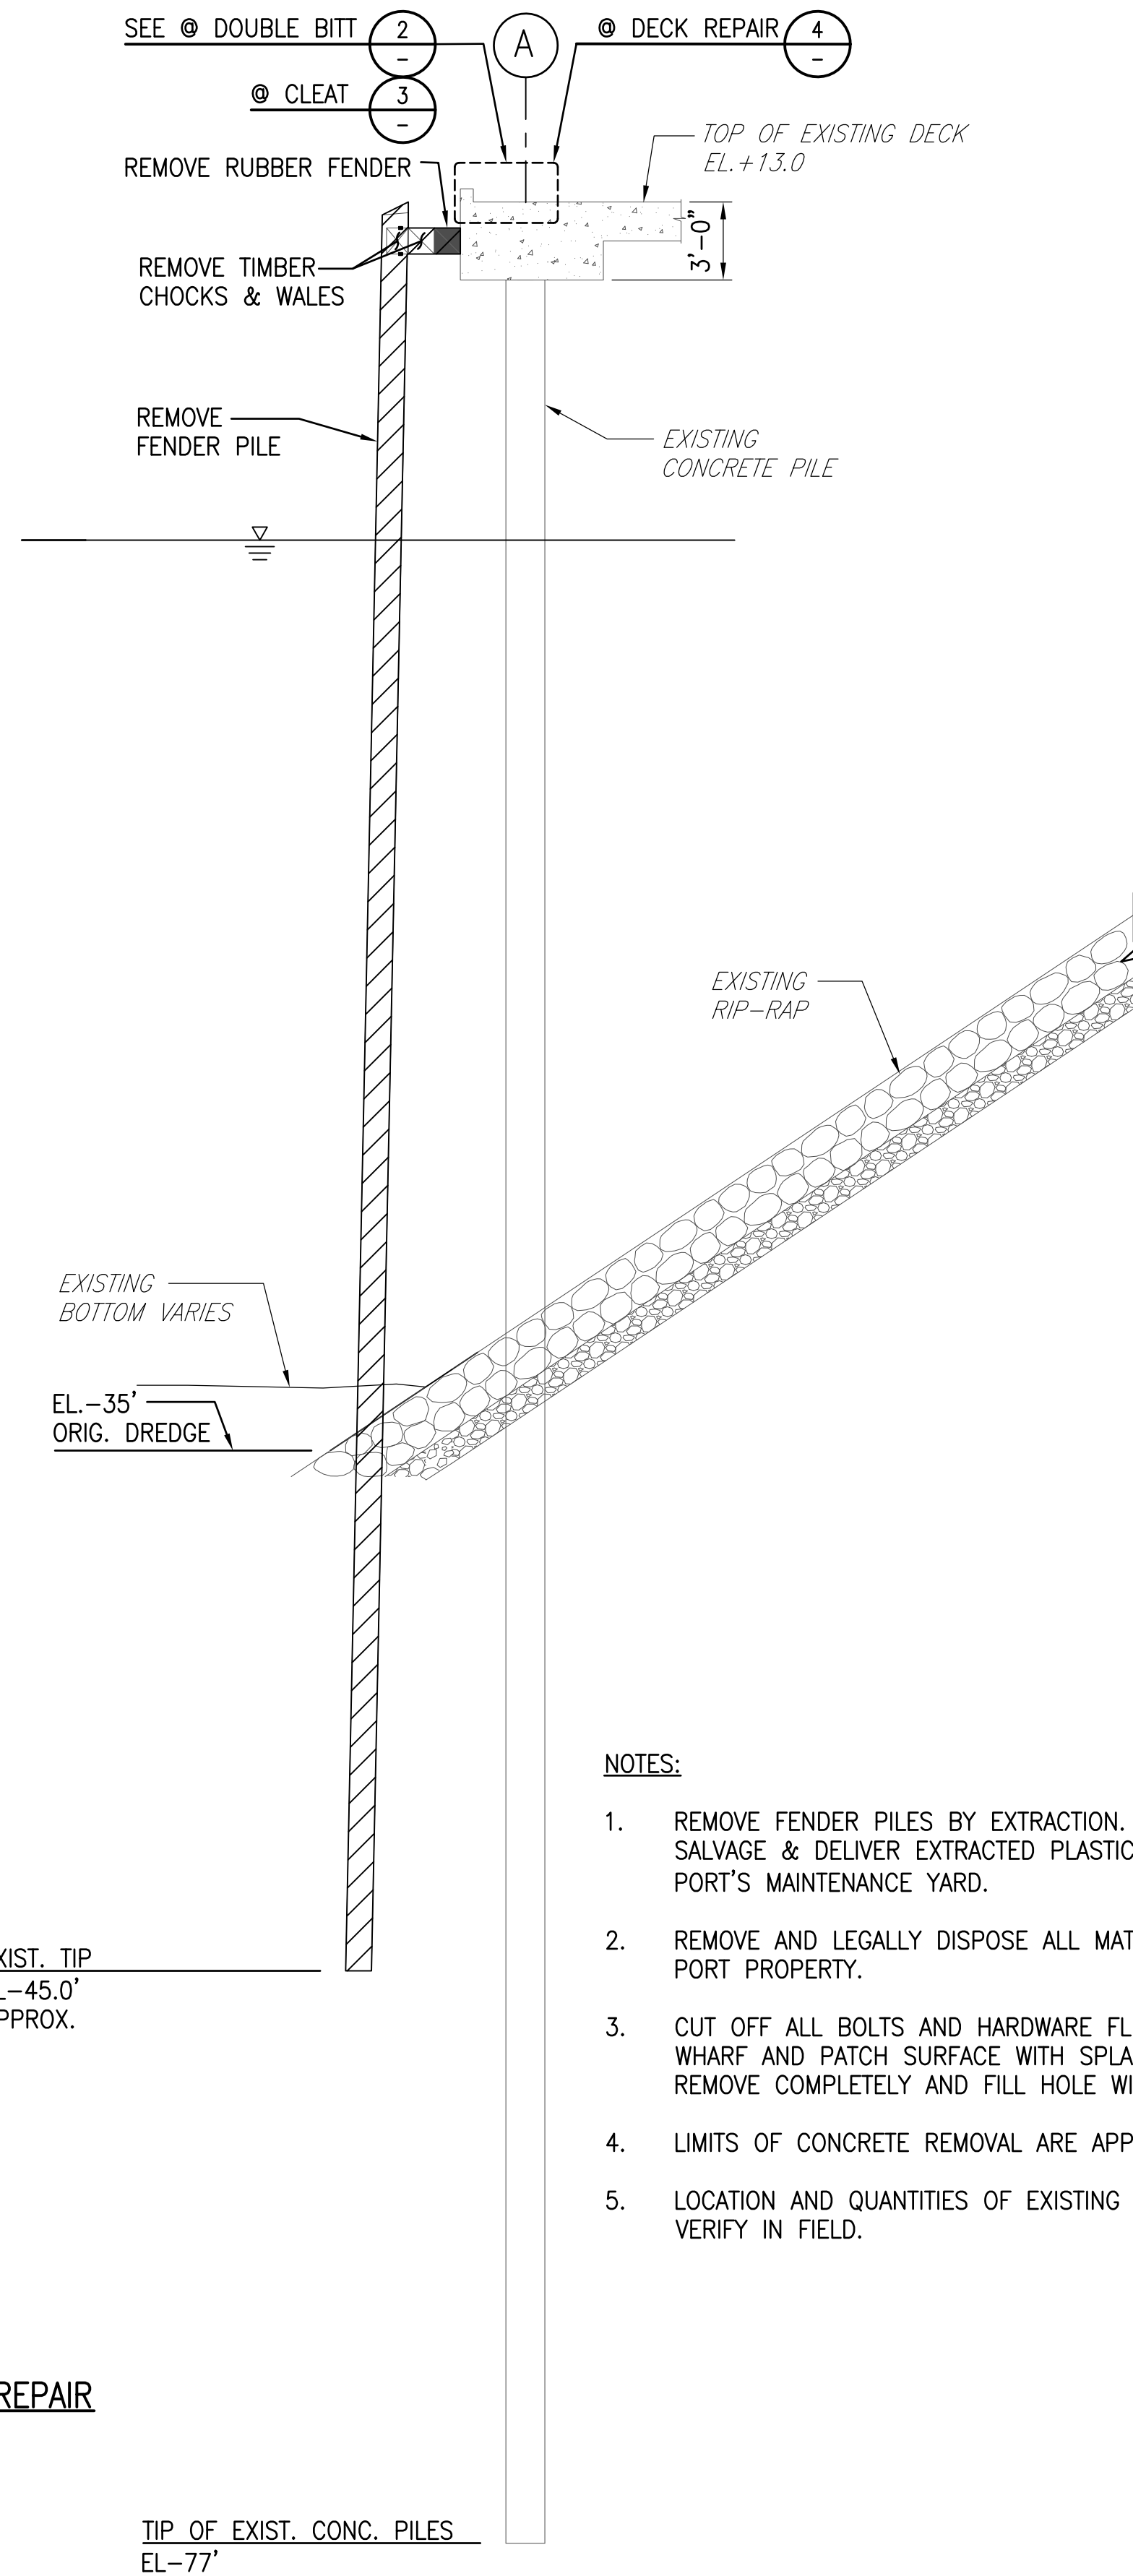 SEE @ DOUBLE BITT
2
-
A
@ DECK REPAIR
4
-
@ CLEAT
3
-
TOP OF EXISTING DECK
EL.+13.0
REMOVE RUBBER FENDER
3'-0"
REMOVE TIMBER
CHOCKS & WALES
REMOVE
FENDER PILE
EXISTING
CONCRETE PILE
EXISTING
RIP-RAP
EXISTING
BOTTOM VARIES
EL.-35'
ORIG. DREDGE
NOTES:
1. REMOVE FENDER PILES BY EXTRACTION.
SALVAGE & DELIVER EXTRACTED PLASTIC
PORT'S MAINTENANCE YARD.
2. REMOVE AND LEGALLY DISPOSE ALL MAT
PORT PROPERTY.
3. CUT OFF ALL BOLTS AND HARDWARE FL
WHARF AND PATCH SURFACE WITH SPLA
REMOVE COMPLETELY AND FILL HOLE WI
4. LIMITS OF CONCRETE REMOVAL ARE APP
5. LOCATION AND QUANTITIES OF EXISTING
VERIFY IN FIELD.
XIST. TIP
L-45.0'
PPROX.
REPAIR
TIP OF EXIST. CONC. PILES
EL-77'